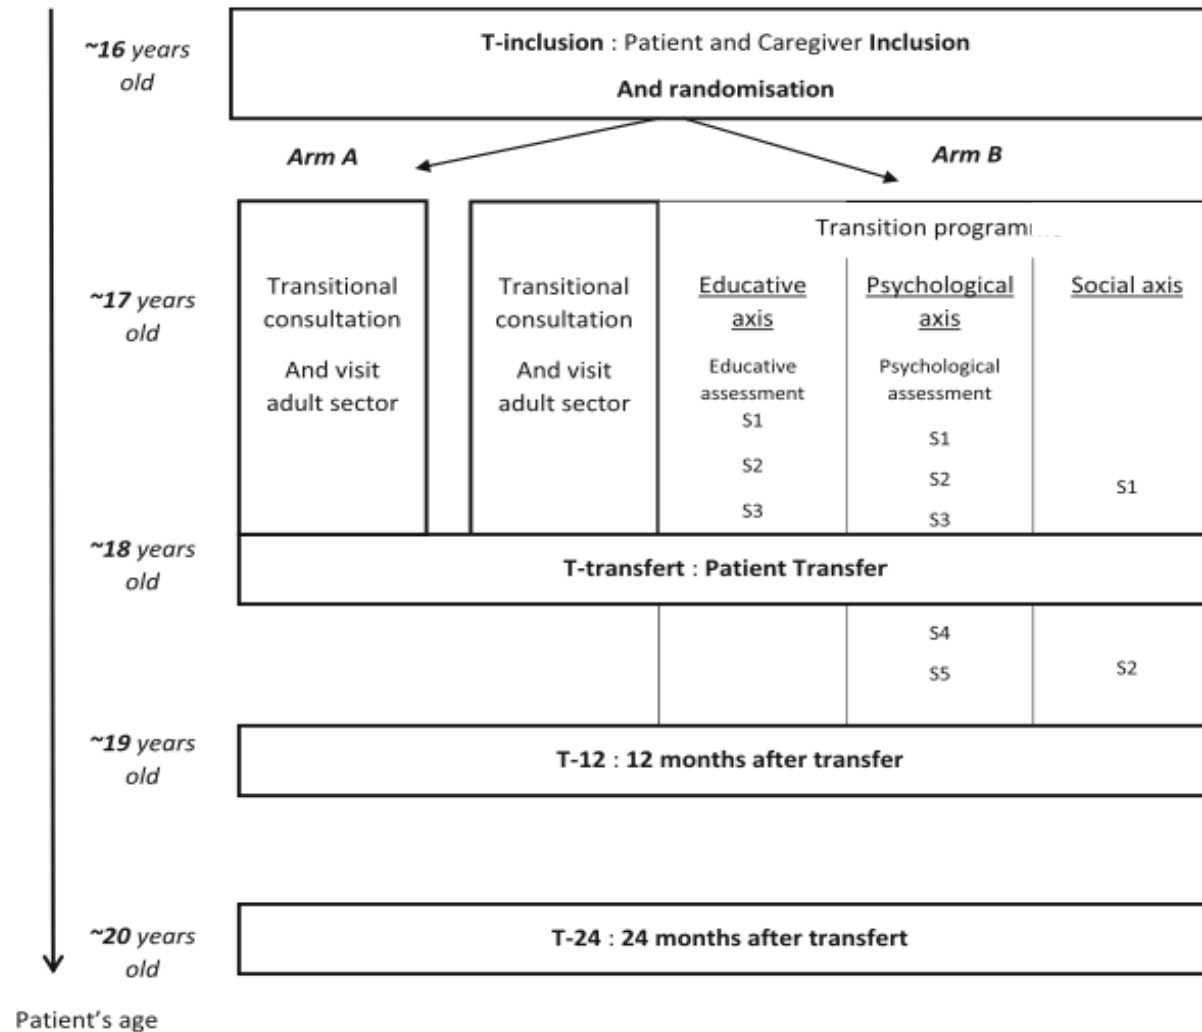 ~16 years
old
T-inclusion : Patient and Caregiver Inclusion
And randomisation
Arm A
Arm B
~17 years
old
Transitional
consultation
And visit
adult sector
Transitional
consultation
And visit
adult sector
Transition
Educative
axis
Educative
assessment
S1
S2
S3
Psychological
axis
Psychological
assessment
S1
S2
S3
Social axis
S1
~18 years
old
T-transfert : Patient Transfer
S4
S5
S2
~19 years
old
T-12 : 12 months after transfer
~20 years
old
T-24 : 24 months after transfert
Patient's age